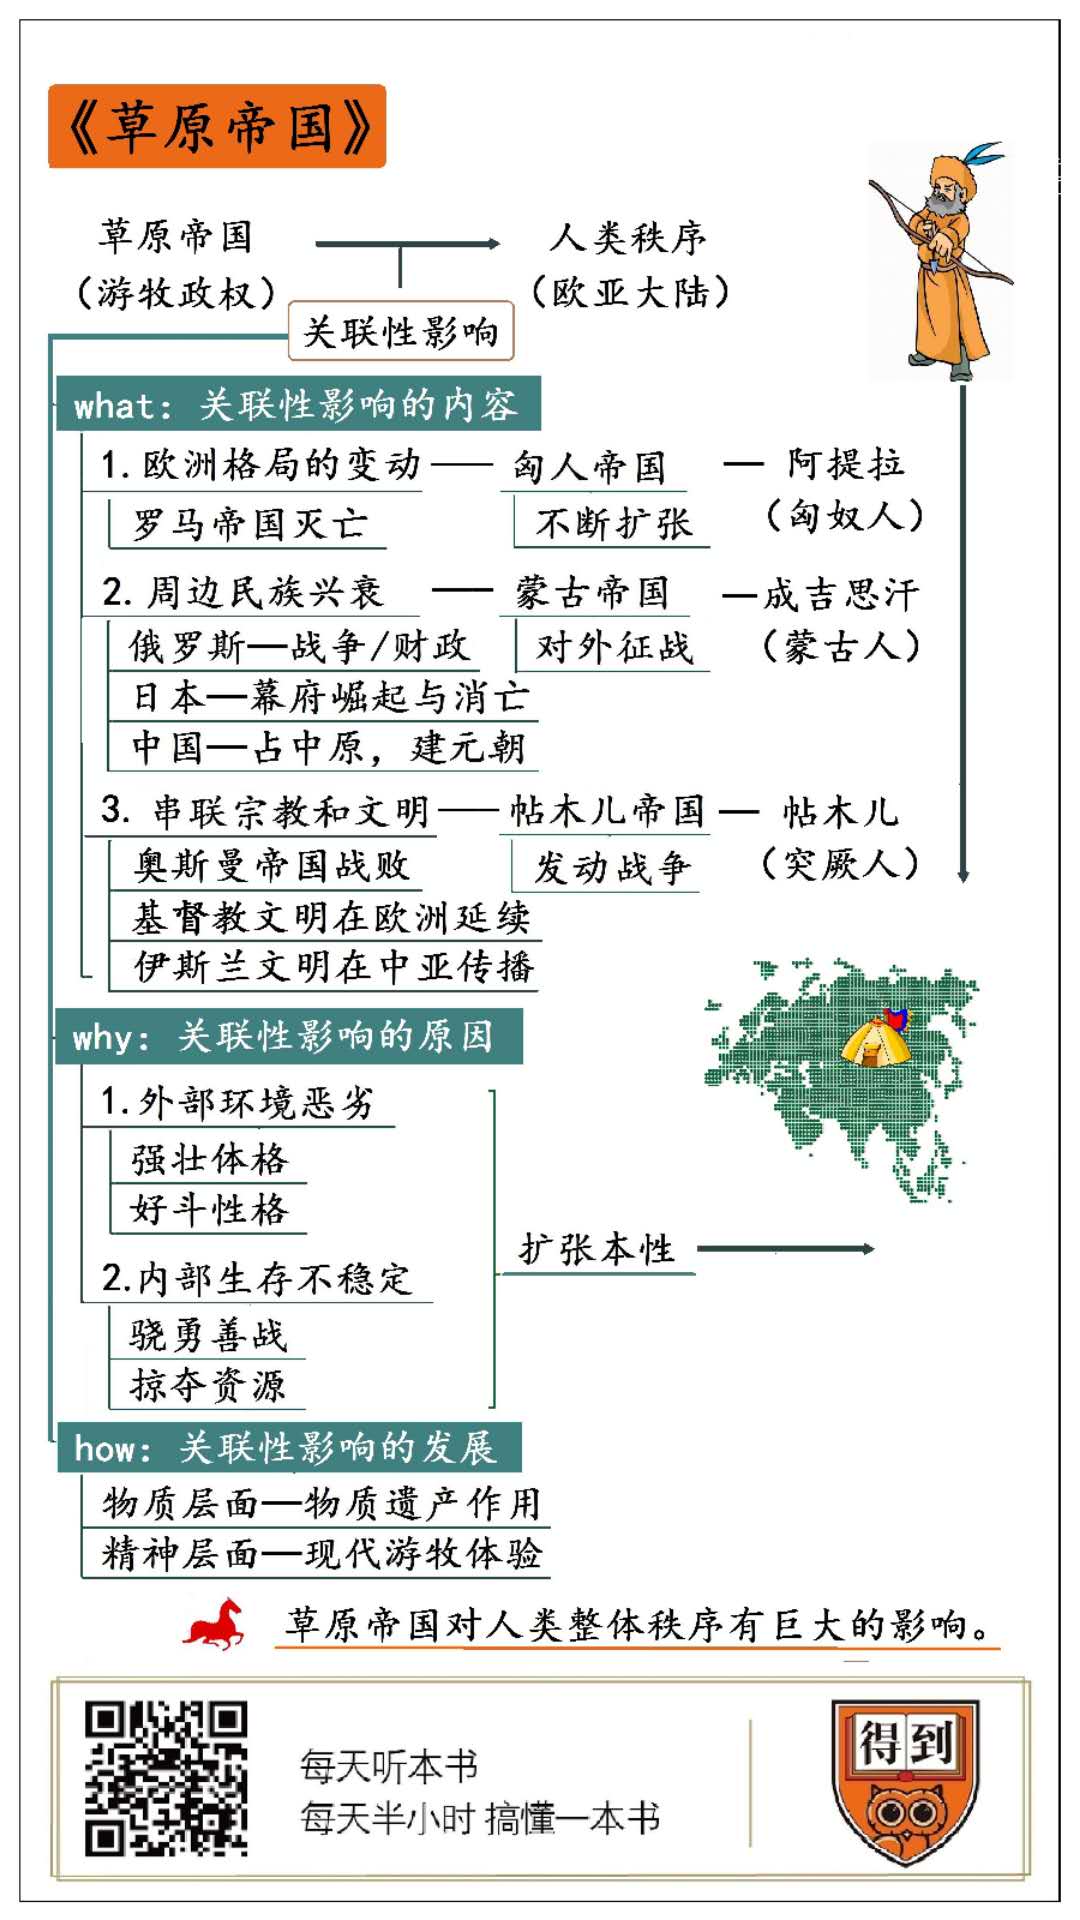 《草原帝国》
草原帝国 人类秩序
（游牧政权） （欧亚大陆）
关联性影响
what：关联性影响的内容
1.欧洲格局的变动 — 匈人帝国 — 阿提拉
罗马帝国灭亡 不断扩张 （匈奴人）
2.周边民族兴衰 — 蒙古帝国 —成吉思汗
俄罗斯—战争/财政 对外征战 （蒙古人）
日本—幕府崛起与消亡
中国—占中原，建元朝
3.串联宗教和文明 — 帖木儿帝国 — 帖木儿
奥斯曼帝国战败 发动战争 （突厥人）
基督教文明在欧洲延续
伊斯兰文明在中亚传播
why：关联性影响的原因
1.外部环境恶劣
强壮体格
好斗性格
扩张本性
2.内部生存不稳定
骁勇善战
掠夺资源
how：关联性影响的发展
物质层面—物质遗产作用
精神层面—现代游牧体验
草原帝国对人类整体秩序有巨大的影响。
每天听本书
每天半小时 搞懂一本书
得到